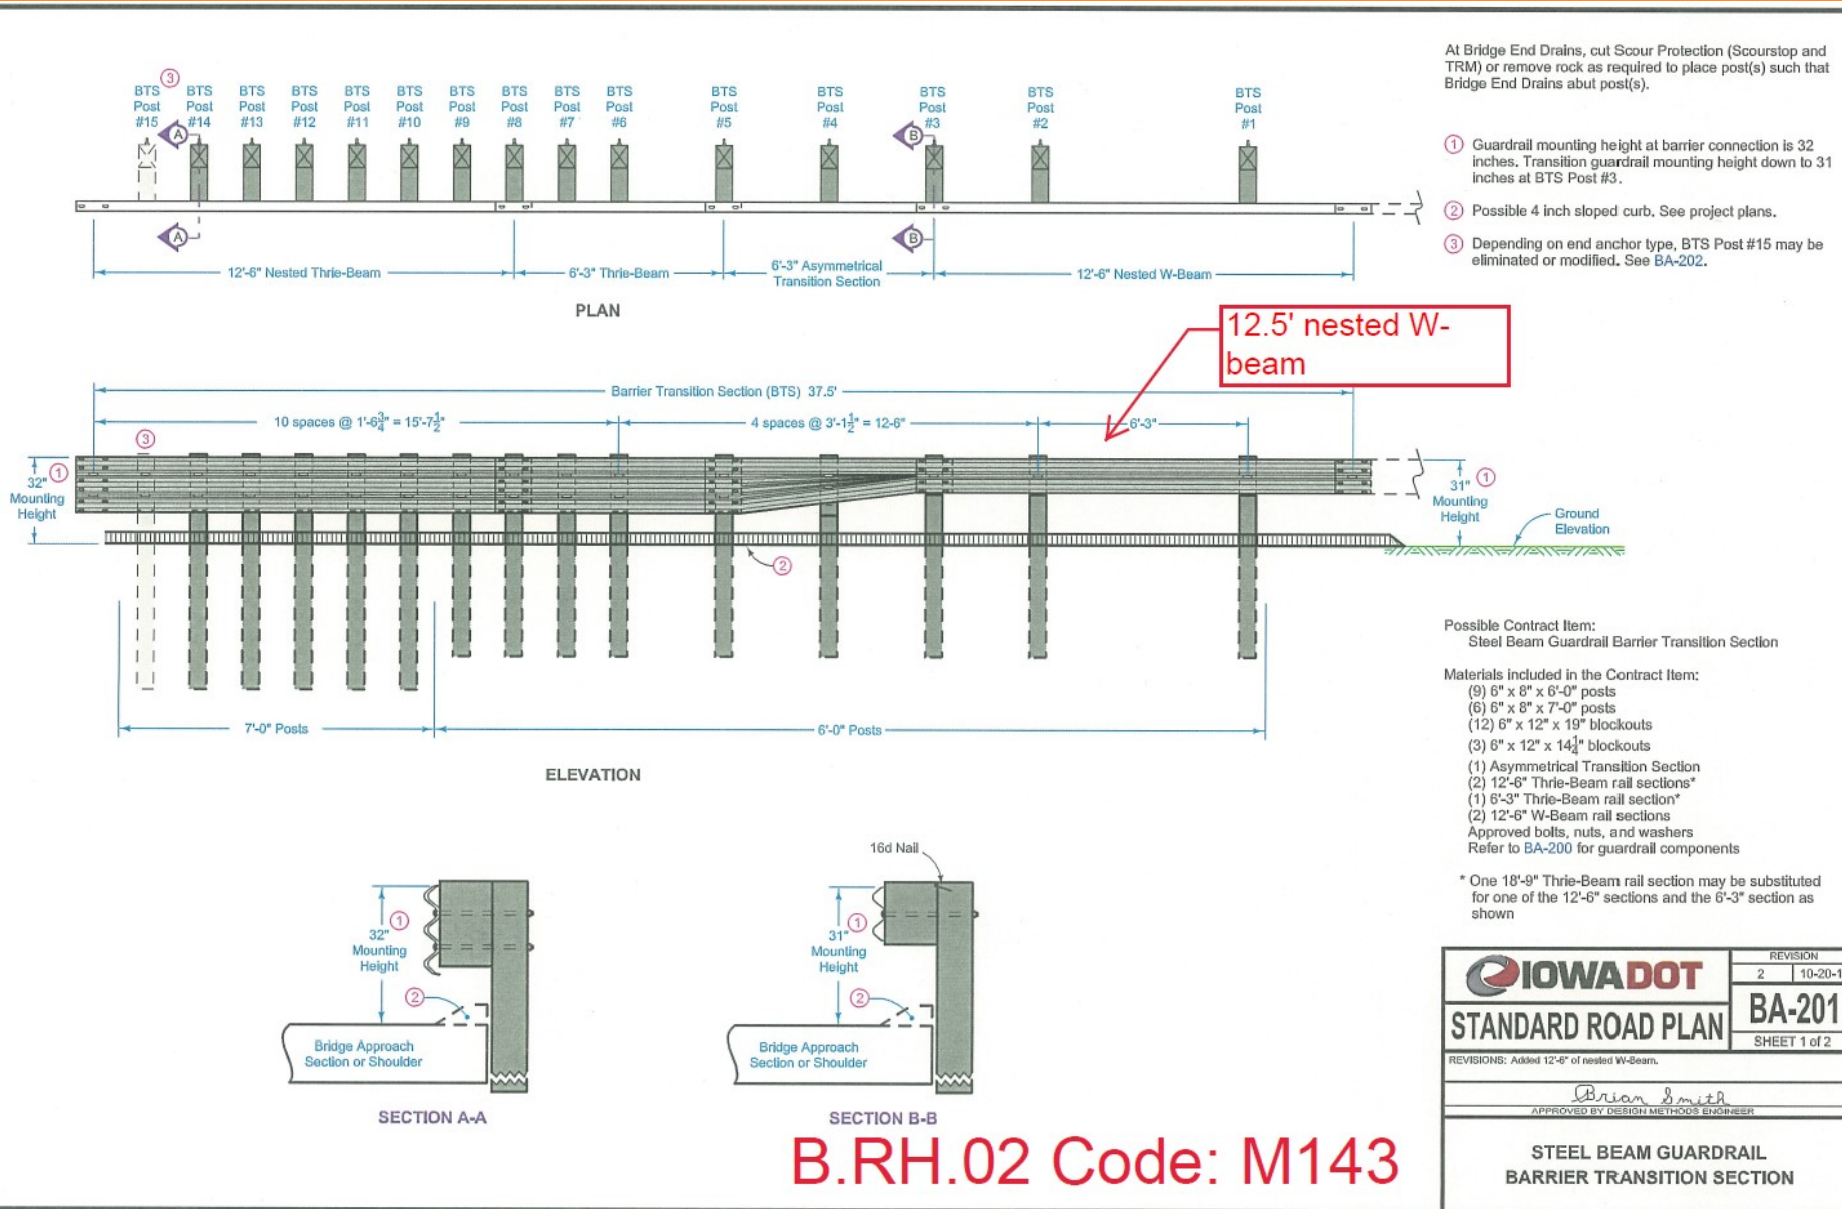 At Bridge End Drains, cut Scour Protection (Scourstop and
TRM) or remove rock as required to place post(s) such that
Bridge End Drains abut post(s).
① Guardrail mounting height at barrier connection is 32
inches. Transition guardrail mounting height down to 31
inches at BTS Post #3.
② Possible 4 inch sloped curb. See project plans.
③ Depending on end anchor type, BTS Post #15 may be
eliminated or modified. See BA-202.
③
BTS Post #15
BTS Post #14
BTS Post #13
BTS Post #12
BTS Post #11
BTS Post #10
BTS Post #9
BTS Post #8
BTS Post #7
BTS Post #6
BTS Post #5
BTS Post #4
BTS Post #3
BTS Post #2
BTS Post #1
A
B
A
B
12'-6" Nested Thrie-Beam
6'-3" Thrie-Beam
6'-3" Asymmetrical
Transition Section
12'-6" Nested W-Beam
PLAN
12.5' nested W-
beam
Barrier Transition Section (BTS) 37.5'
10 spaces @ 1'-6¾" = 15'-7½"
4 spaces @ 3'-1½" = 12-6"
6'-3"
③
①
32"
Mounting
Height
①
31"
Mounting
Height
Ground
Elevation
②
7'-0" Posts
6'-0" Posts
ELEVATION
Possible Contract Item:
Steel Beam Guardrail Barrier Transition Section
Materials included in the Contract Item:
(9) 6" x 8" x 6'-0" posts
(6) 6" x 8" x 7'-0" posts
(12) 6" x 12" x 19" blockouts
(3) 6" x 12" x 14¼" blockouts
(1) Asymmetrical Transition Section
(2) 12'-6" Thrie-Beam rail sections*
(1) 6'-3" Thrie-Beam rail section*
(2) 12'-6" W-Beam rail sections
Approved bolts, nuts, and washers
Refer to BA-200 for guardrail components
* One 18'-9" Thrie-Beam rail section may be substituted
for one of the 12'-6" sections and the 6'-3" section as
shown
①
32"
Mounting
Height
②
Bridge Approach
Section or Shoulder
SECTION A-A
16d Nail
①
31"
Mounting
Height
②
Bridge Approach
Section or Shoulder
SECTION B-B
B.RH.02 Code: M143
IOWADOT
REVISION
2 10-20-1
STANDARD ROAD PLAN
BA-201
SHEET 1 of 2
REVISIONS: Added 12'-6" of nested W-Beam.
Brian Smith
APPROVED BY DESIGN METHODS ENGINEER
STEEL BEAM GUARDRAIL
BARRIER TRANSITION SECTION